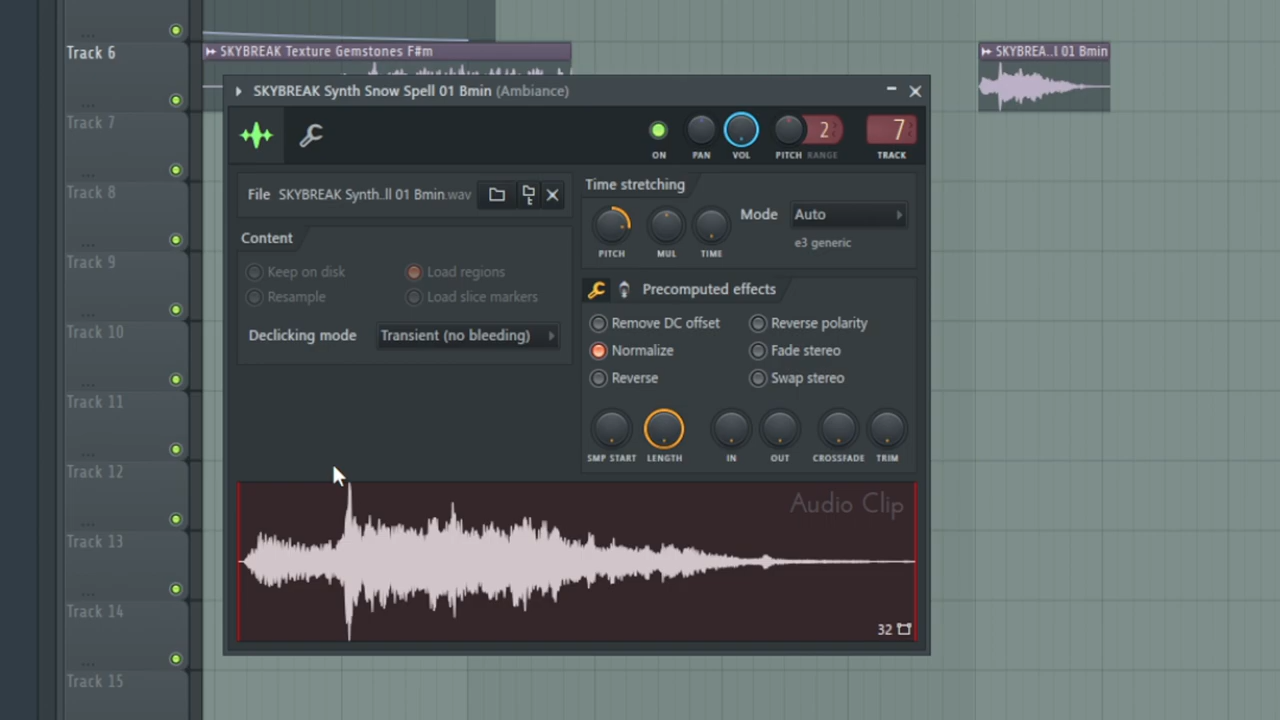 Track 6
SKYBREAK Texture Gemstones F#m
SKYBREA..l 01 Bmin
SKYBREAK Synth Snow Spell 01 Bmin (Ambiance)
Track 7
2
7
ON PAN VOL PITCH RANGE TRACK
File SKYBREAK Synth..ll 01 Bmin.wav
Time stretching
Track 8
Mode Auto
Content
e3 generic
PITCH MUL TIME
Track 9
Keep on disk Load regions
Resample Load slice markers
Precomputed effects
Track 10
Declicking mode Transient (no bleeding)
Remove DC offset Reverse polarity
Normalize Fade stereo
Reverse Swap stereo
Track 11
SMP START LENGTH IN OUT CROSSFADE TRIM
Track 12
Audio Clip
Track 13
Track 14
32
Track 15